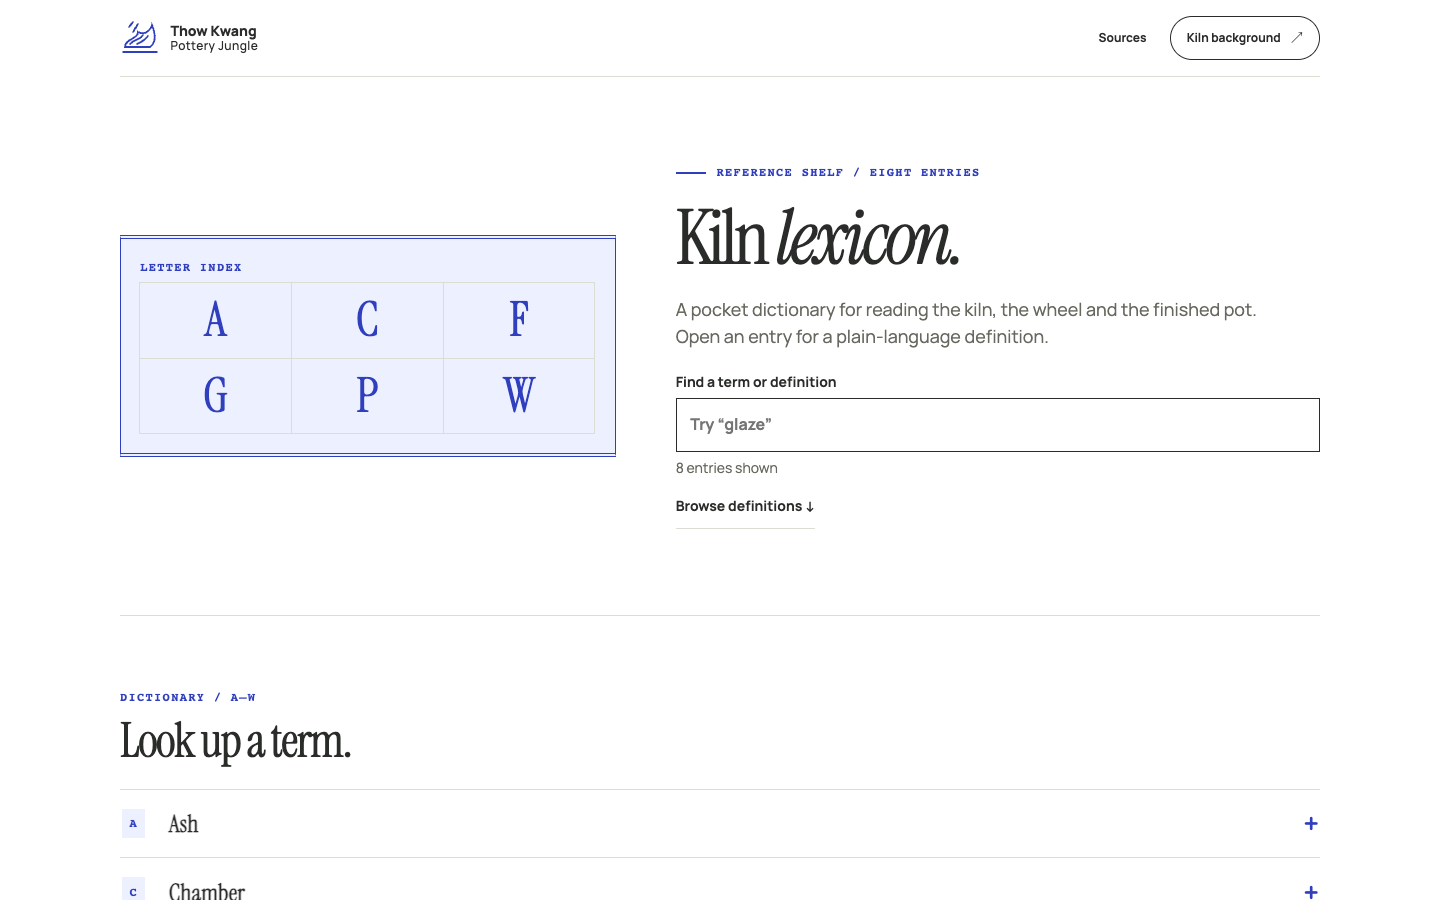 Thow Kwang
Pottery Jungle
Sources
Kiln background ↗
LETTER INDEX
A C F
G P W
REFERENCE SHELF / EIGHT ENTRIES
Kiln lexicon.
A pocket dictionary for reading the kiln, the wheel and the finished pot.
Open an entry for a plain-language definition.
Find a term or definition
Try “glaze”
8 entries shown
Browse definitions ↓
DICTIONARY / A—W
Look up a term.
A Ash +
C Chamber +